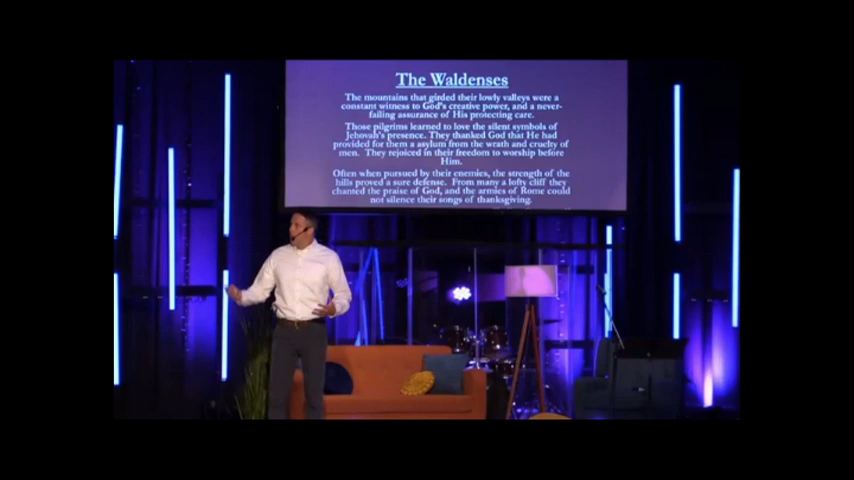 The Waldenses
The mountains that girded their lowly valleys were a
constant witness to God's creative power, and a never-
failing assurance of His protecting care.
Those pilgrims learned to love the silent symbols of
Jehovah's presence. They thanked God that He had
provided for them a asylum from the wrath and cruelty of
men. They rejoiced in their freedom to worship before
Him.
Often when pursued by their enemies, the strength of the
hills proved a sure defense. From many a lofty cliff they
chanted the praise of God, and the armies of Rome could
not silence their songs of thanksgiving.